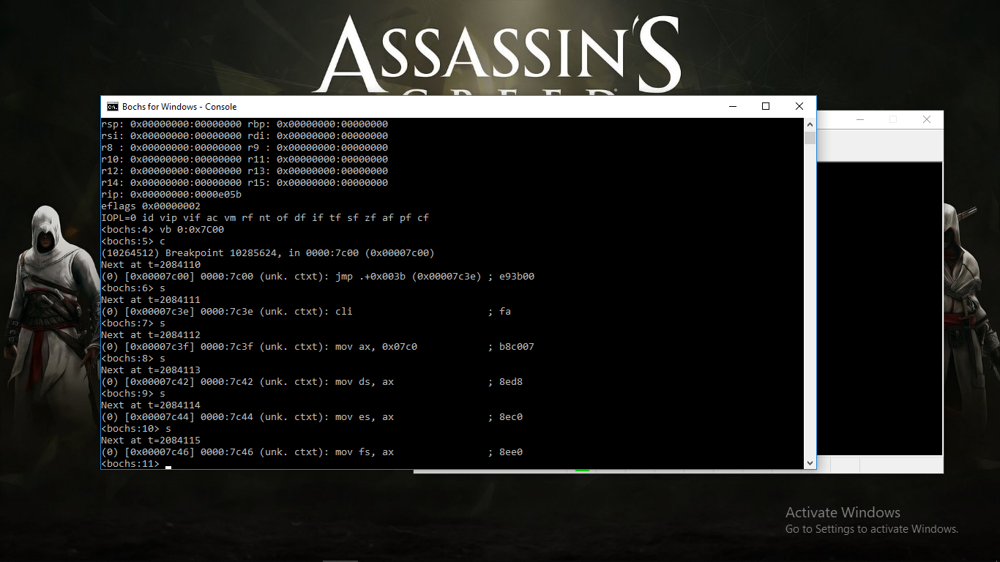 ASSASSIN'S
Bochs for Windows - Console
rsp: 0x00000000:00000000 rbp: 0x00000000:00000000
rsi: 0x00000000:00000000 rdi: 0x00000000:00000000
r8 : 0x00000000:00000000 r9 : 0x00000000:00000000
r10: 0x00000000:00000000 r11: 0x00000000:00000000
r12: 0x00000000:00000000 r13: 0x00000000:00000000
r14: 0x00000000:00000000 r15: 0x00000000:00000000
rip: 0x00000000:0000e05b
eflags 0x00000002
IOPL=0 id vip vif ac vm rf nt of df if tf sf zf af pf cf
<bochs:4> vb 0:0x7C00
<bochs:5> c
(10264512) Breakpoint 10285624, in 0000:7c00 (0x00007c00)
Next at t=2084110
(0) [0x00007c00] 0000:7c00 (unk. ctxt): jmp .+0x003b (0x00007c3e) ; e93b00
<bochs:6> s
Next at t=2084111
(0) [0x00007c3e] 0000:7c3e (unk. ctxt): cli ; fa
<bochs:7> s
Next at t=2084112
(0) [0x00007c3f] 0000:7c3f (unk. ctxt): mov ax, 0x07c0 ; b8c007
<bochs:8> s
Next at t=2084113
(0) [0x00007c42] 0000:7c42 (unk. ctxt): mov ds, ax ; 8ed8
<bochs:9> s
Next at t=2084114
(0) [0x00007c44] 0000:7c44 (unk. ctxt): mov es, ax ; 8ec0
<bochs:10> s
Next at t=2084115
(0) [0x00007c46] 0000:7c46 (unk. ctxt): mov fs, ax ; 8ee0
<bochs:11>
Activate Windows
Go to Settings to activate Windows.